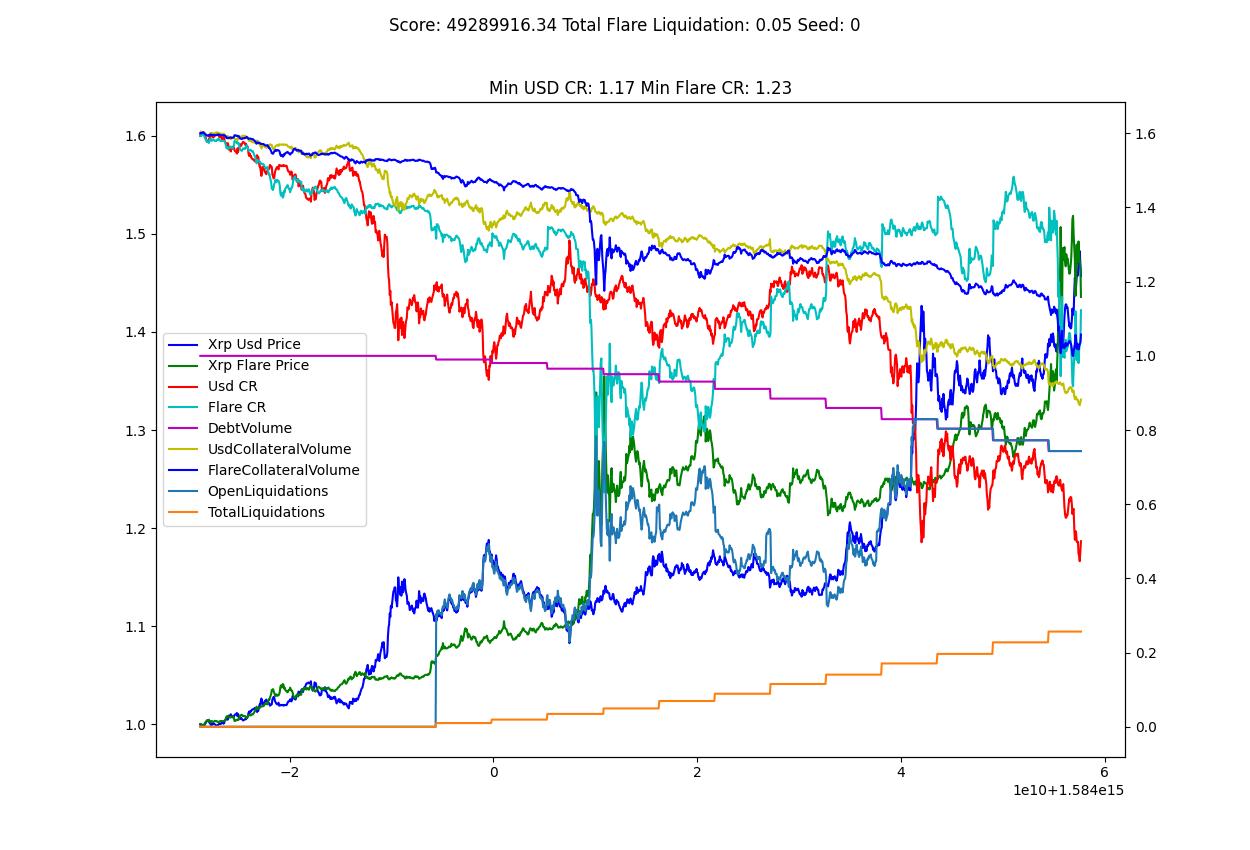 Score: 49289916.34 Total Flare Liquidation: 0.05 Seed: 0
Min USD CR: 1.17 Min Flare CR: 1.23
1.6
1.5
1.4
1.3
1.2
1.1
1.0
Xrp Usd Price
Xrp Flare Price
Usd CR
Flare CR
DebtVolume
UsdCollateralVolume
FlareCollateralVolume
OpenLiquidations
TotalLiquidations
1.6
1.4
1.2
1.0
0.8
0.6
0.4
0.2
0.0
−2 0 2 4 6
1e10+1.584e15